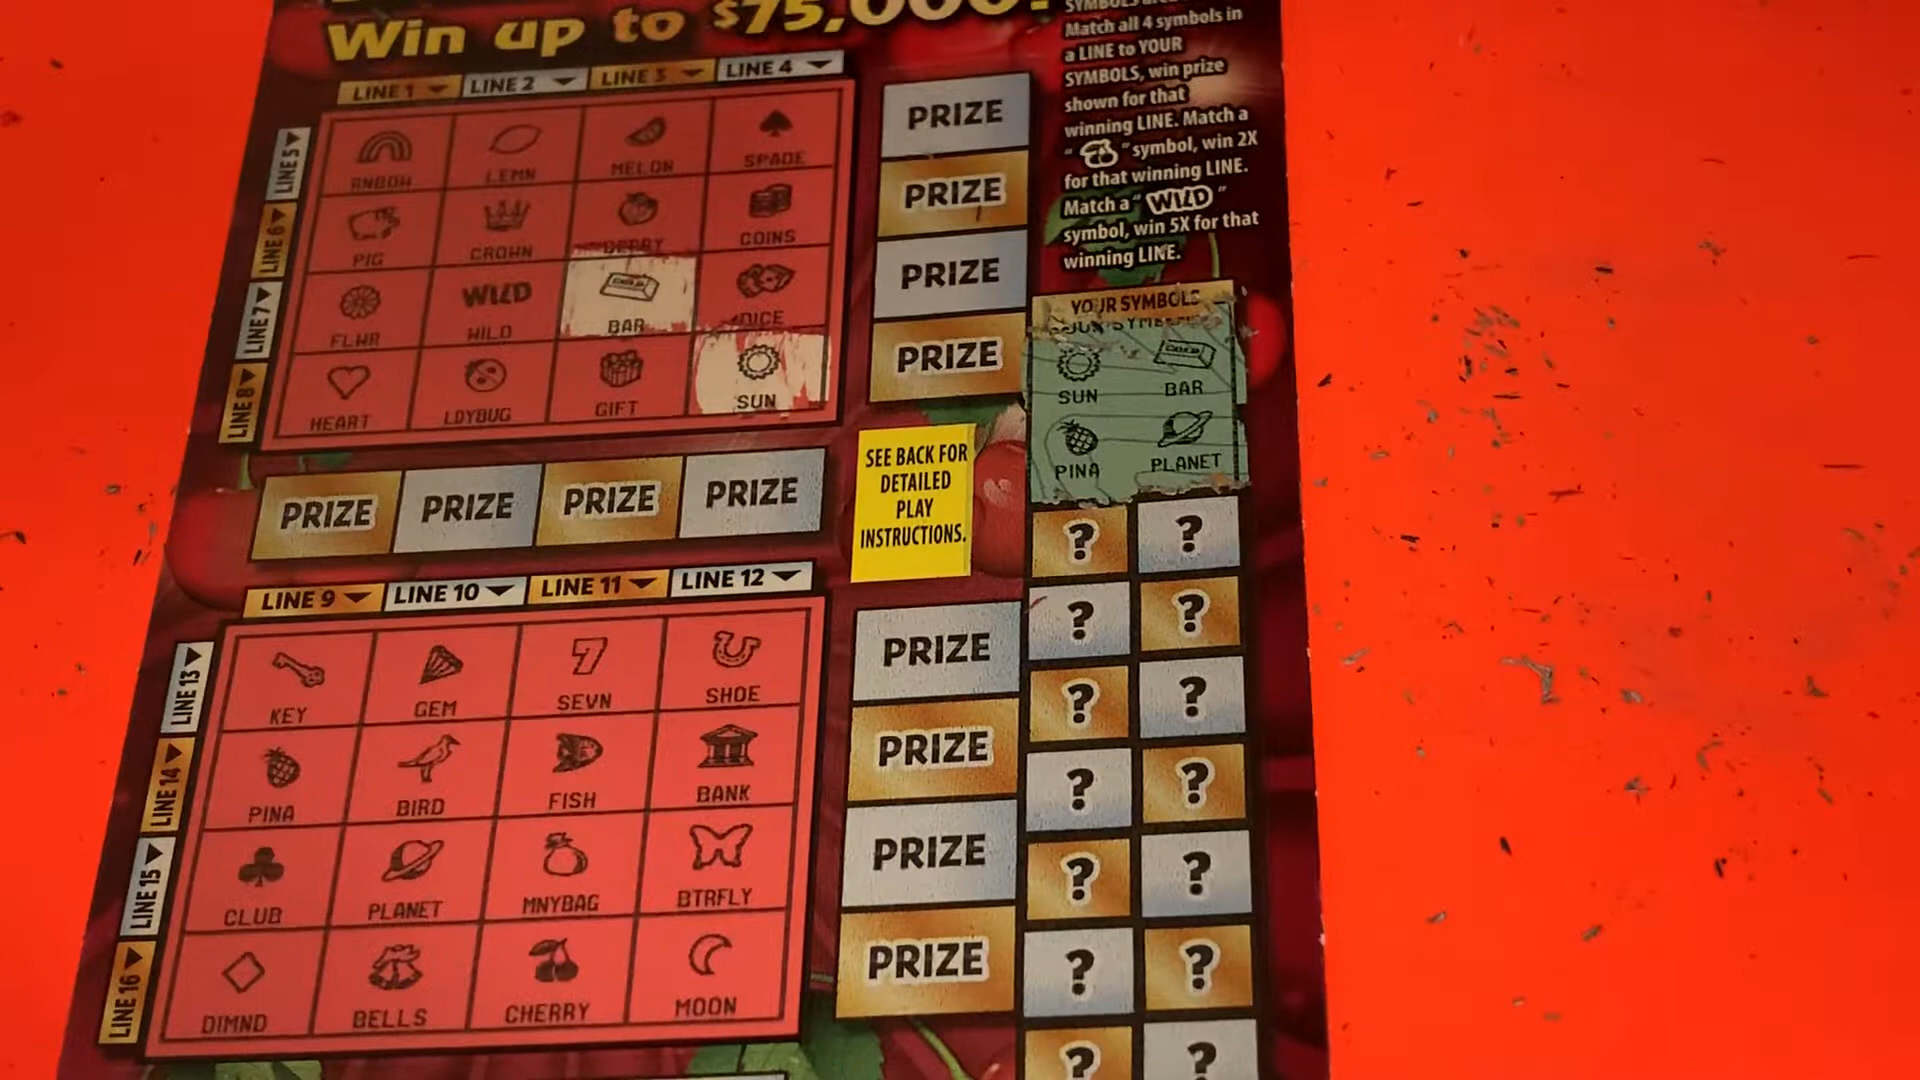 Win up to $75,000!
Match all 4 symbols in
a LINE to YOUR
SYMBOLS, win prize
shown for that
winning LINE. Match a
" " symbol, win 2X
for that winning LINE.
Match a " WILD "
symbol, win 5X for that
winning LINE.
LINE 1 LINE 2 LINE 3 LINE 4
LINE 5
LINE 6
LINE 7
LINE 8
RNBOW LEMN MELON SPADE
PIG CROWN BERRY COINS
WILD
FLWR WILD BAR DICE
HEART LDYBUG GIFT SUN
PRIZE
PRIZE
PRIZE
PRIZE
PRIZE PRIZE PRIZE PRIZE
SEE BACK FOR
DETAILED
PLAY
INSTRUCTIONS.
YOUR SYMBOLS
YOUR SYMBOLS
GOLD
SUN BAR
PINA PLANET
? ?
? ?
? ?
? ?
? ?
? ?
? ?
LINE 9 LINE 10 LINE 11 LINE 12
LINE 13
LINE 14
LINE 15
LINE 16
7
KEY GEM SEVN SHOE
PINA BIRD FISH BANK
CLUB PLANET MNYBAG BTRFLY
DIMND BELLS CHERRY MOON
PRIZE
PRIZE
PRIZE
PRIZE